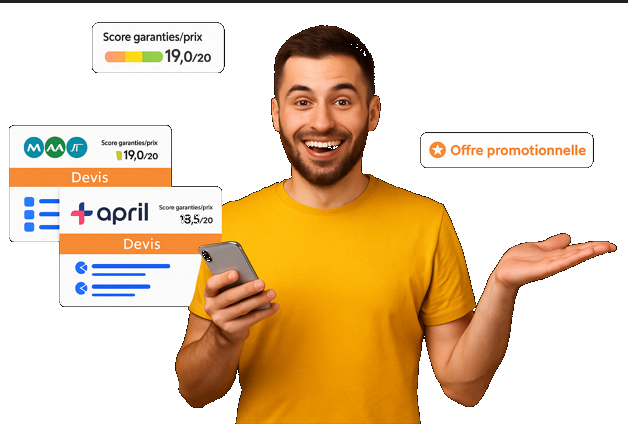 Score garanties/prix
19,0/20
Score garanties/prix
19,0/20
Devis
april
Score garanties/prix
Devis
Offre promotionnelle